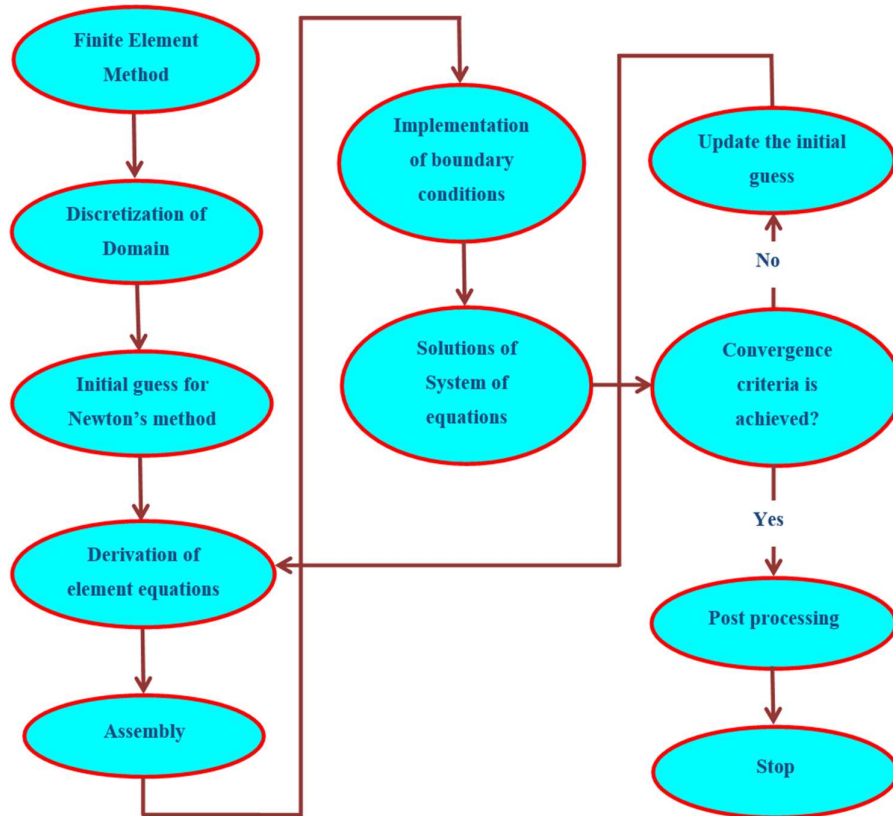 Finite Element
Method
Discretization of
Domain
Initial guess for
Newton’s method
Derivation of
element equations
Assembly
Implementation
of boundary
conditions
Solutions of
System of
equations
Update the initial
guess
No
Convergence
criteria is
achieved?
Yes
Post processing
Stop